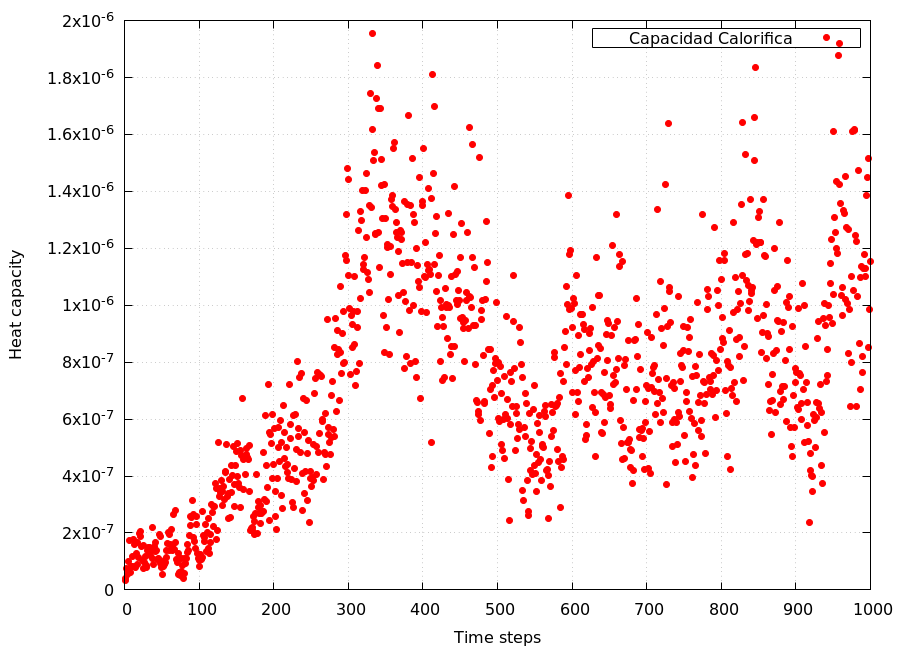 2x10-6
Capacidad Calorifica
1.8x10-6
1.6x10-6
1.4x10-6
1.2x10-6
1x10-6
8x10-7
6x10-7
4x10-7
2x10-7
0
Heat capacity
0 100 200 300 400 500 600 700 800 900 1000
Time steps